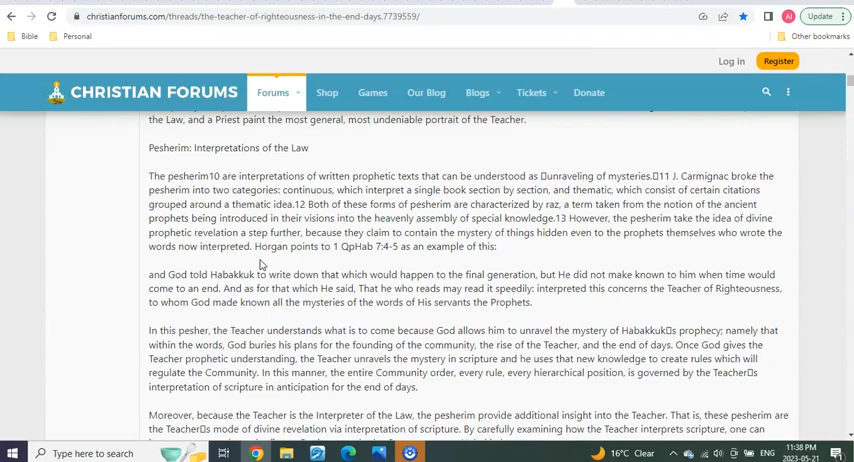 christianforums.com/threads/the-teacher-of-righteousness-in-the-end-days.7739559/
AI
Update
Bible
Personal
Other bookmarks
Log in
Register
CHRISTIAN FORUMS
Forums
Shop
Games
Our Blog
Blogs
Tickets
Donate
the Law, and a Priest paint the most general, most undeniable portrait of the Teacher.
Pesherim: Interpretations of the Law
The pesherim10 are interpretations of written prophetic texts that can be understood as unraveling of mysteries.11 J. Carmignac broke the
pesherim into two categories: continuous, which interpret a single book section by section, and thematic, which consist of certain citations
grouped around a thematic idea.12 Both of these forms of pesherim are characterized by raz, a term taken from the notion of the ancient
prophets being introduced in their visions into the heavenly assembly of special knowledge.13 However, the pesherim take the idea of divine
prophetic revelation a step further, because they claim to contain the mystery of things hidden even to the prophets themselves who wrote the
words now interpreted. Horgan points to 1 QpHab 7:4-5 as an example of this:
and God told Habakkuk to write down that which would happen to the final generation, but He did not make known to him when time would
come to an end. And as for that which He said, That he who reads may read it speedily: interpreted this concerns the Teacher of Righteousness,
to whom God made known all the mysteries of the words of His servants the Prophets.
In this pesher, the Teacher understands what is to come because God allows him to unravel the mystery of Habakkuk▯s prophecy; namely that
within the words, God buries his plans for the founding of the community, the rise of the Teacher, and the end of days. Once God gives the
Teacher prophetic understanding, the Teacher unravels the mystery in scripture and he uses that new knowledge to create rules which will
regulate the Community. In this manner, the entire Community order, every rule, every hierarchical position, is governed by the Teacher▯s
interpretation of scripture in anticipation for the end of days.
Moreover, because the Teacher is the Interpreter of the Law, the pesherim provide additional insight into the Teacher. That is, these pesherim are
the Teacher▯s mode of divine revelation via interpretation of scripture. By carefully examining how the Teacher interprets scripture, one can
Type here to search
16°C Clear
ENG
11:38 PM
2023-05-21